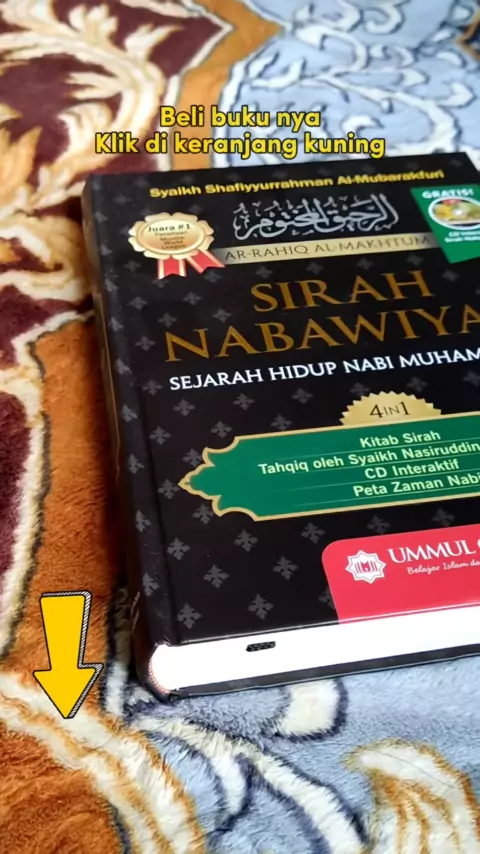 Beli buku nya
Klik di keranjang kuning
Syaikh Shafiyyurrahman Al-Mubarakfuri
GRATIS!
Juara #1
الرحيق المختوم
AR-RAHIQ AL-MAKHTUM
SIRAH
NABAWIYA
SEJARAH HIDUP NABI MUHAM
4 IN 1
Kitab Sirah
Tahqiq oleh Syaikh Nasiruddin
CD Interaktif
Peta Zaman Nabi
UMMUL
Belajar Islam da